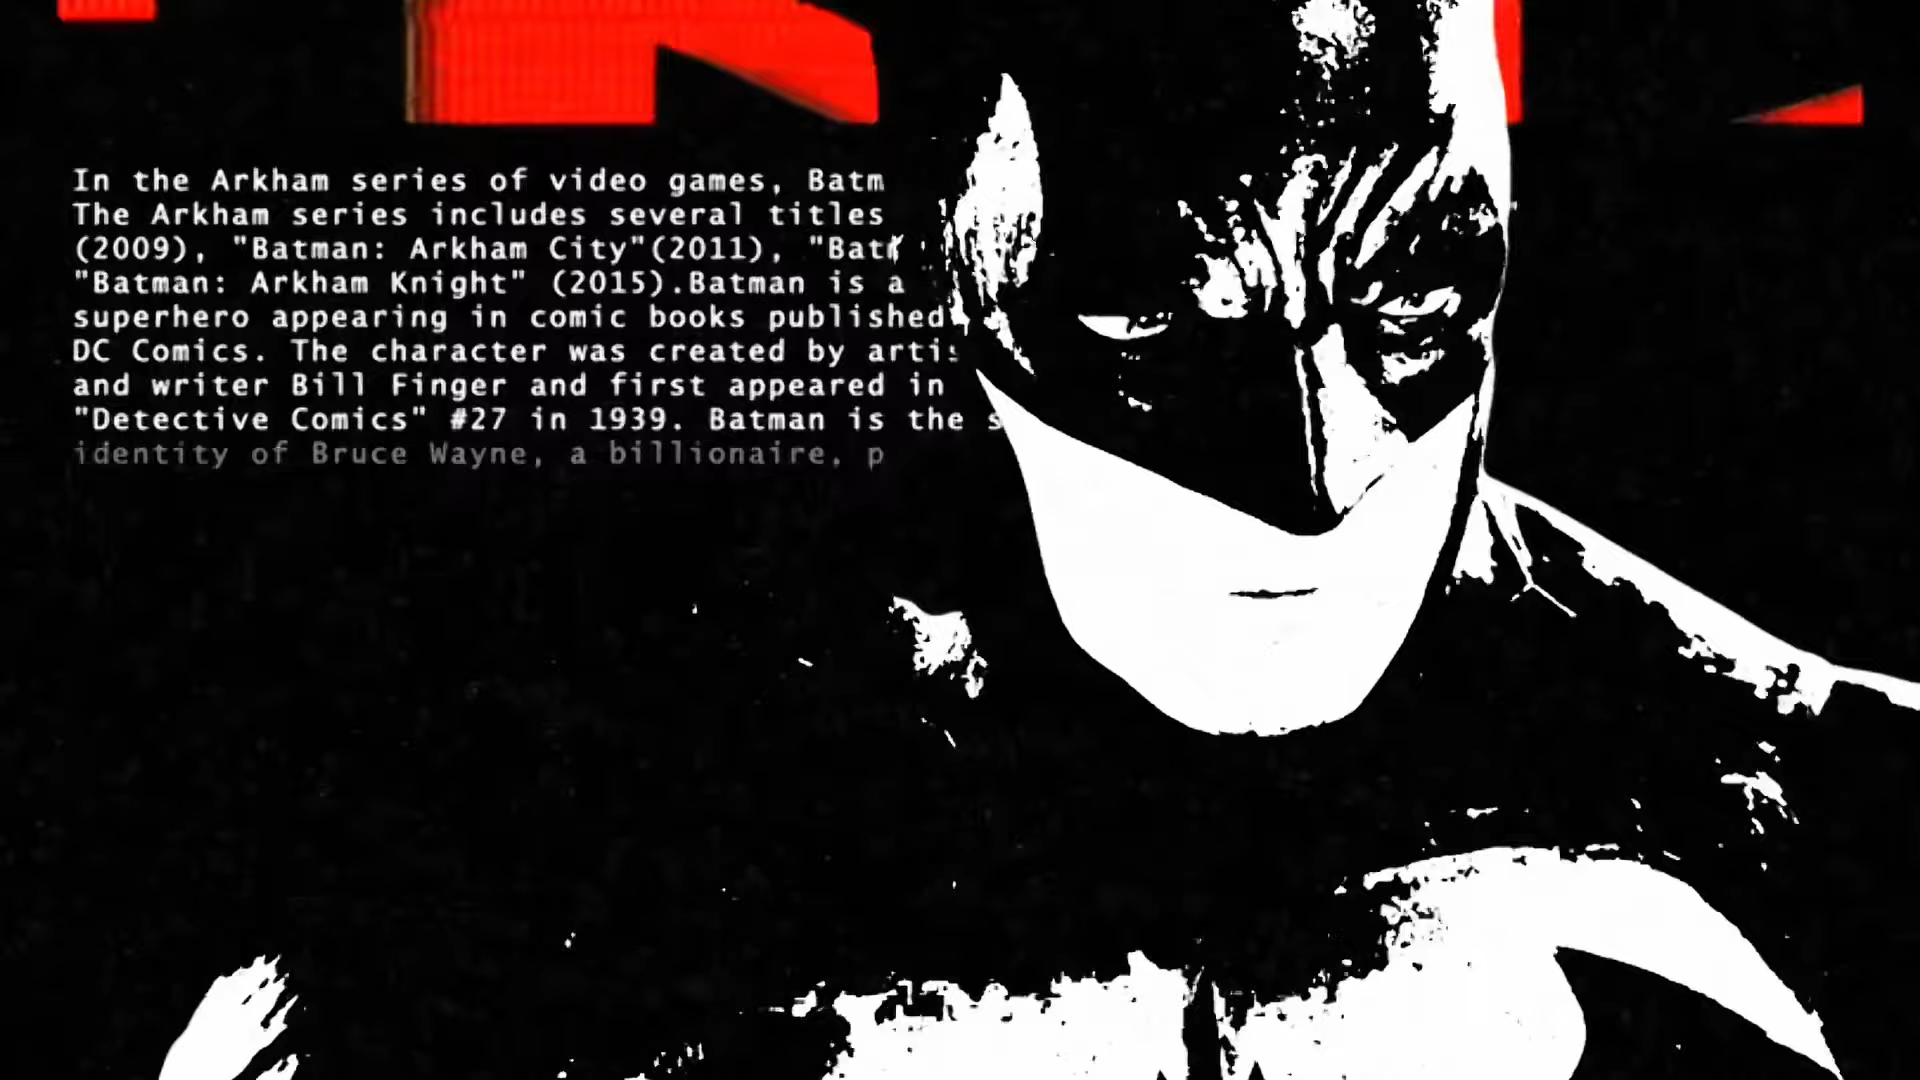 In the Arkham series of video games, Batm
The Arkham series includes several titles
(2009), "Batman: Arkham City"(2011), "Bat
"Batman: Arkham Knight" (2015).Batman is a
superhero appearing in comic books published
DC Comics. The character was created by artis
and writer Bill Finger and first appeared in
"Detective Comics" #27 in 1939. Batman is the s
identity of Bruce Wayne, a billionaire, p